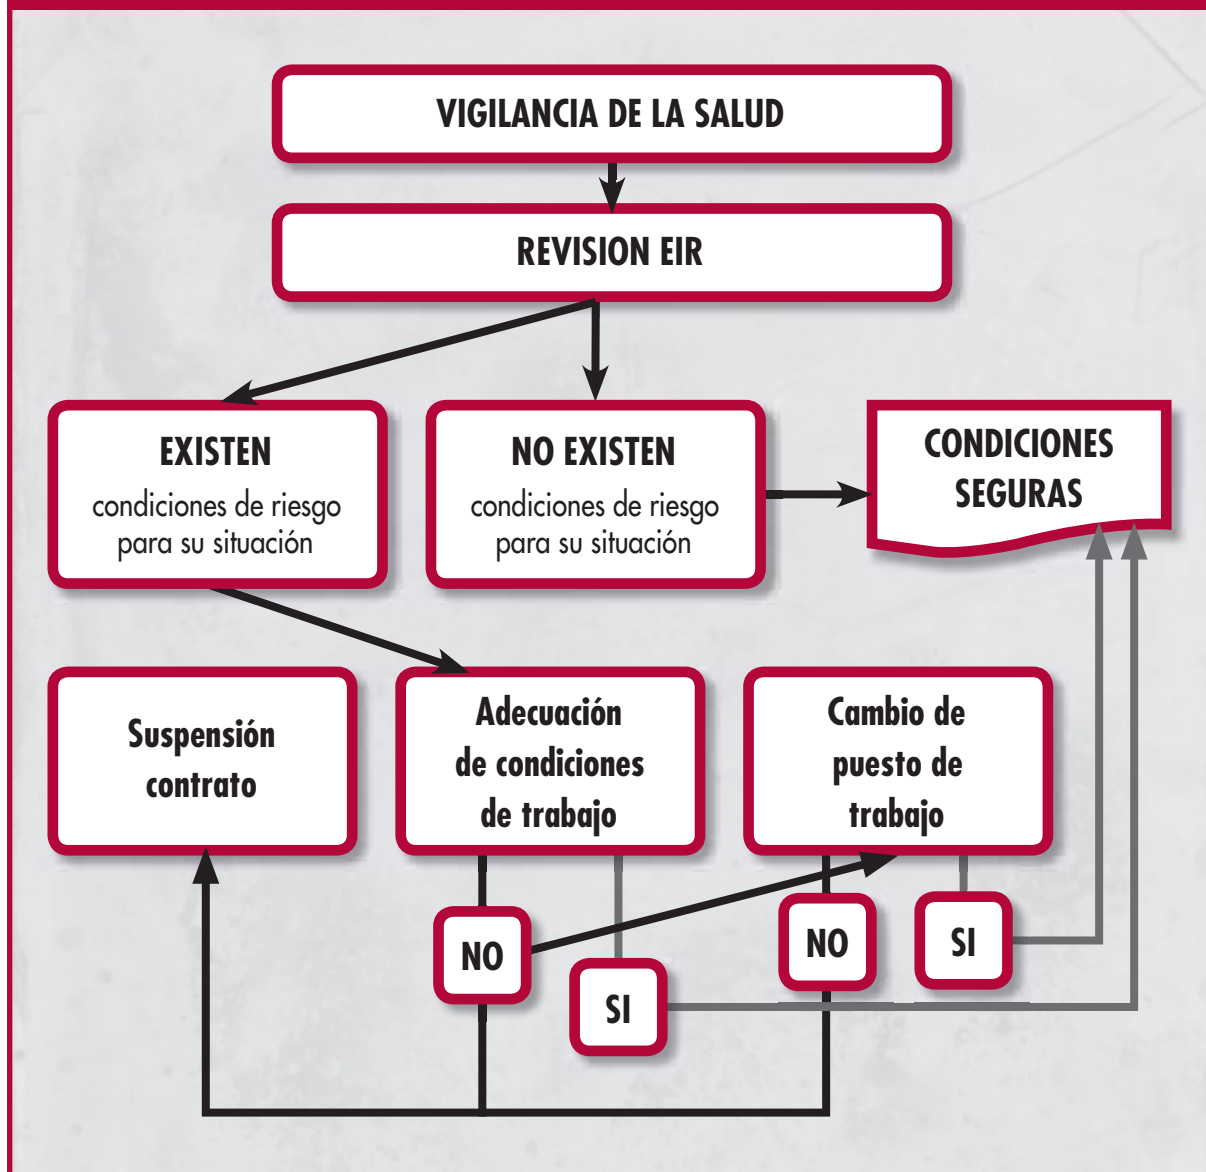 VIGILANCIA DE LA SALUD
REVISION EIR
EXISTEN
condiciones de riesgo
para su situación
NO EXISTEN
condiciones de riesgo
para su situación
CONDICIONES
SEGURAS
Suspensión
contrato
Adecuación
de condiciones
de trabajo
Cambio de
puesto de
trabajo
NO
SI
NO
SI